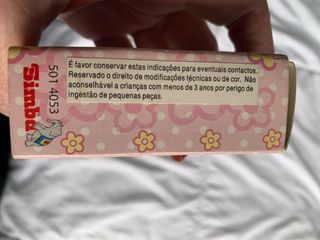 É favor conservar estas indicações para eventuais contactos.
Reservado o direito de modificações técnicas ou de cor. Não
aconselhável a crianças com menos de 3 anos por perigo de
ingestão de pequenas peças.
501 4053
Simba